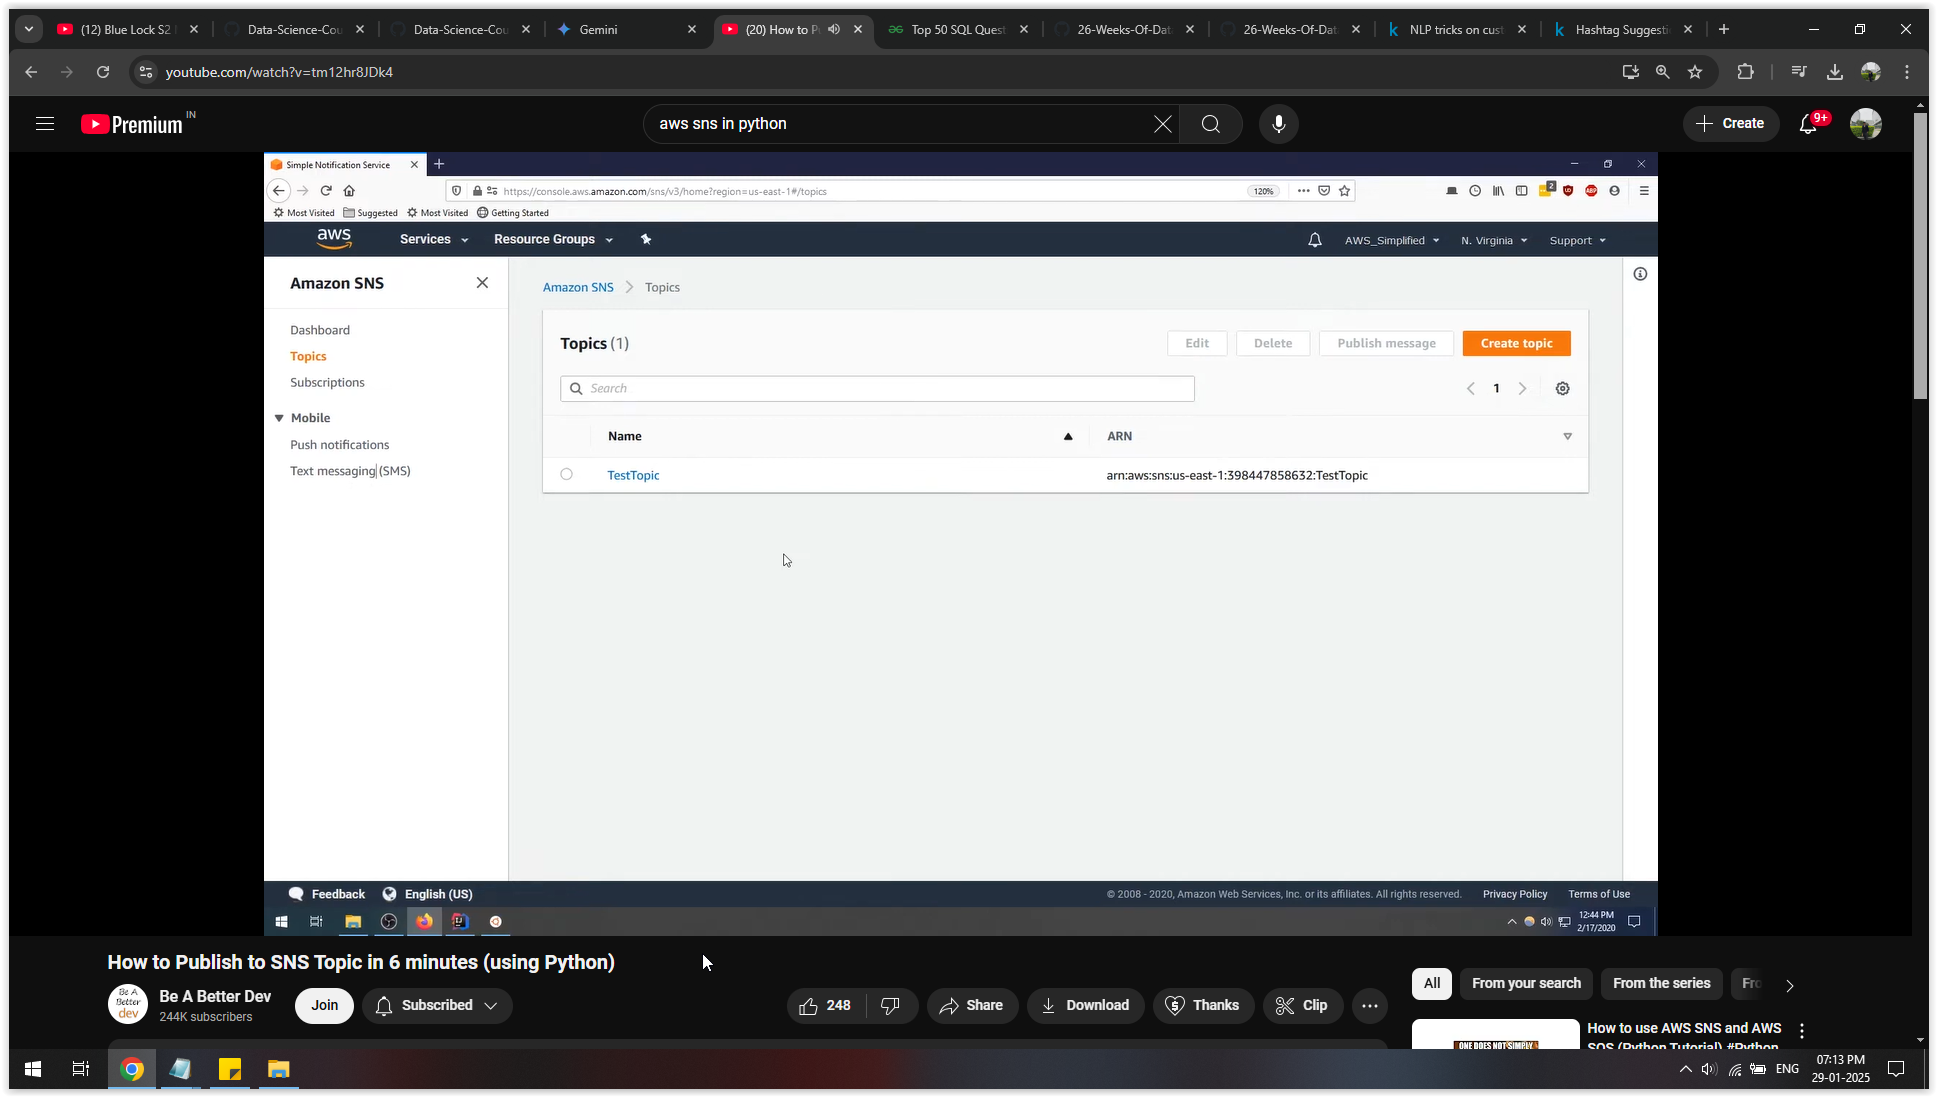 (12) Blue Lock S2
Data-Science-Cou
Data-Science-Cou
Gemini
(20) How to P
Top 50 SQL Quest
26-Weeks-Of-Dat
26-Weeks-Of-Dat
NLP tricks on cust
Hashtag Suggesti
youtube.com/watch?v=tm12hr8JDk4
Premium IN
aws sns in python
Create
9+
Simple Notification Service
https://console.aws.amazon.com/sns/v3/home?region=us-east-1#/topics
120%
2
Most Visited
Suggested
Most Visited
Getting Started
aws
Services
Resource Groups
AWS_Simplified
N. Virginia
Support
Amazon SNS
Dashboard
Topics
Subscriptions
Mobile
Push notifications
Text messaging (SMS)
Amazon SNS
Topics
Topics (1)
Edit
Delete
Publish message
Create topic
Search
1
Name
ARN
TestTopic
arn:aws:sns:us-east-1:398447858632:TestTopic
Feedback
English (US)
© 2008 - 2020, Amazon Web Services, Inc. or its affiliates. All rights reserved.
Privacy Policy
Terms of Use
12:44 PM
2/17/2020
How to Publish to SNS Topic in 6 minutes (using Python)
Be A
Better
dev
Be A Better Dev
244K subscribers
Join
Subscribed
248
Share
Download
Thanks
Clip
All
From your search
From the series
Fro
ONE DOES NOT SIMPLY
How to use AWS SNS and AWS
SQS (Python Tutorial) #Python
ENG
07:13 PM
29-01-2025